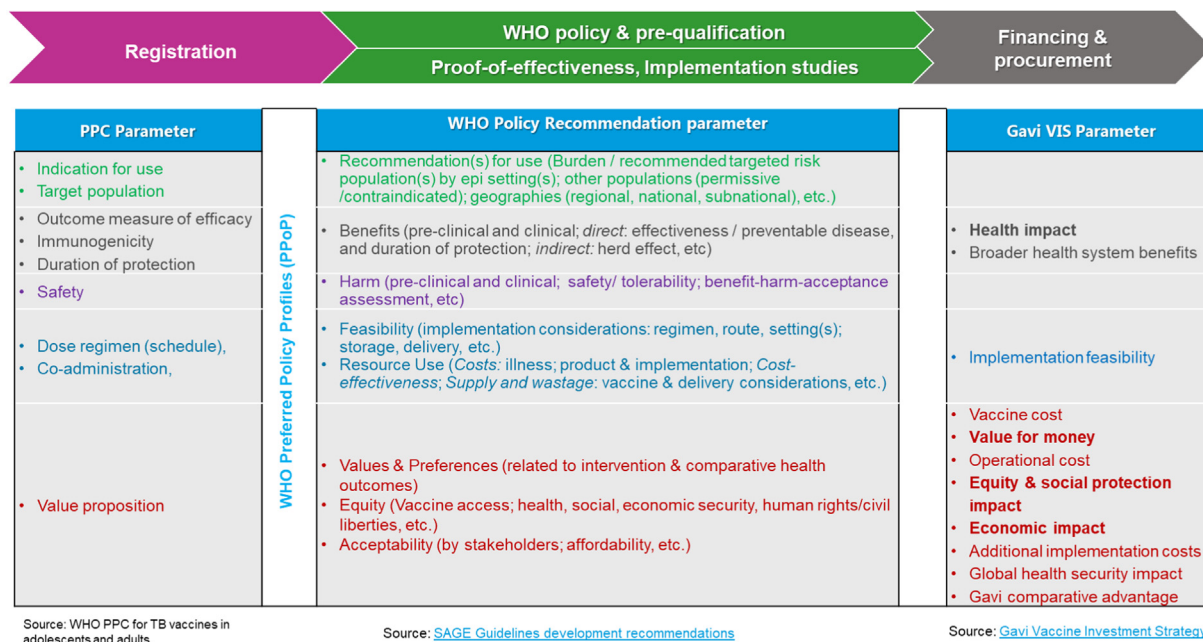 Registration
WHO policy & pre-qualification
Proof-of-effectiveness, Implementation studies
Financing &
procurement
PPC Parameter
• Indication for use
• Target population
• Outcome measure of efficacy
• Immunogenicity
• Duration of protection
• Safety
• Dose regimen (schedule),
• Co-administration,
• Value proposition
Source: WHO PPC for TB vaccines in
adolescents and adults
WHO Preferred Policy Profiles (PPoP)
WHO Policy Recommendation parameter
• Recommendation(s) for use (Burden / recommended targeted risk
population(s) by epi setting(s); other populations (permissive
/contraindicated); geographies (regional, national, subnational), etc.)
• Benefits (pre-clinical and clinical; direct: effectiveness / preventable disease,
and duration of protection; indirect: herd effect, etc)
• Harm (pre-clinical and clinical; safety/ tolerability; benefit-harm-acceptance
assessment, etc)
• Feasibility (implementation considerations: regimen, route, setting(s);
storage, delivery, etc.)
• Resource Use (Costs: illness; product & implementation; Cost-
effectiveness; Supply and wastage: vaccine & delivery considerations, etc.)
• Values & Preferences (related to intervention & comparative health
outcomes)
• Equity (Vaccine access; health, social, economic security, human rights/civil
liberties, etc.)
• Acceptability (by stakeholders; affordability, etc.)
Source: SAGE Guidelines development recommendations
Gavi VIS Parameter
• Health impact
• Broader health system benefits
• Implementation feasibility
• Vaccine cost
• Value for money
• Operational cost
• Equity & social protection
impact
• Economic impact
• Additional implementation costs
• Global health security impact
• Gavi comparative advantage
Source: Gavi Vaccine Investment Strategy